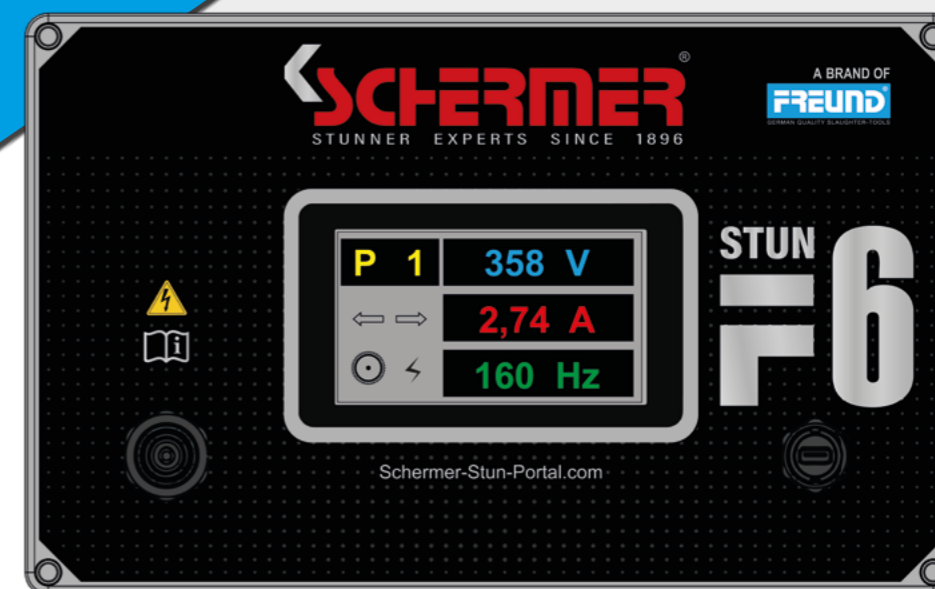 SCHERMER®
STUNNER EXPERTS SINCE 1896
A BRAND OF
FREUND®
GERMAN QUALITY SLAUGHTER-TOOLS
P 1
358 V
2,74 A
160 Hz
STUN
F6
i
Schermer-Stun-Portal.com